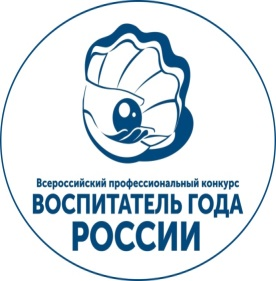 Всероссийский профессиональный конкурс
ВОСПИТАТЕЛЬ ГОДА
РОССИИ